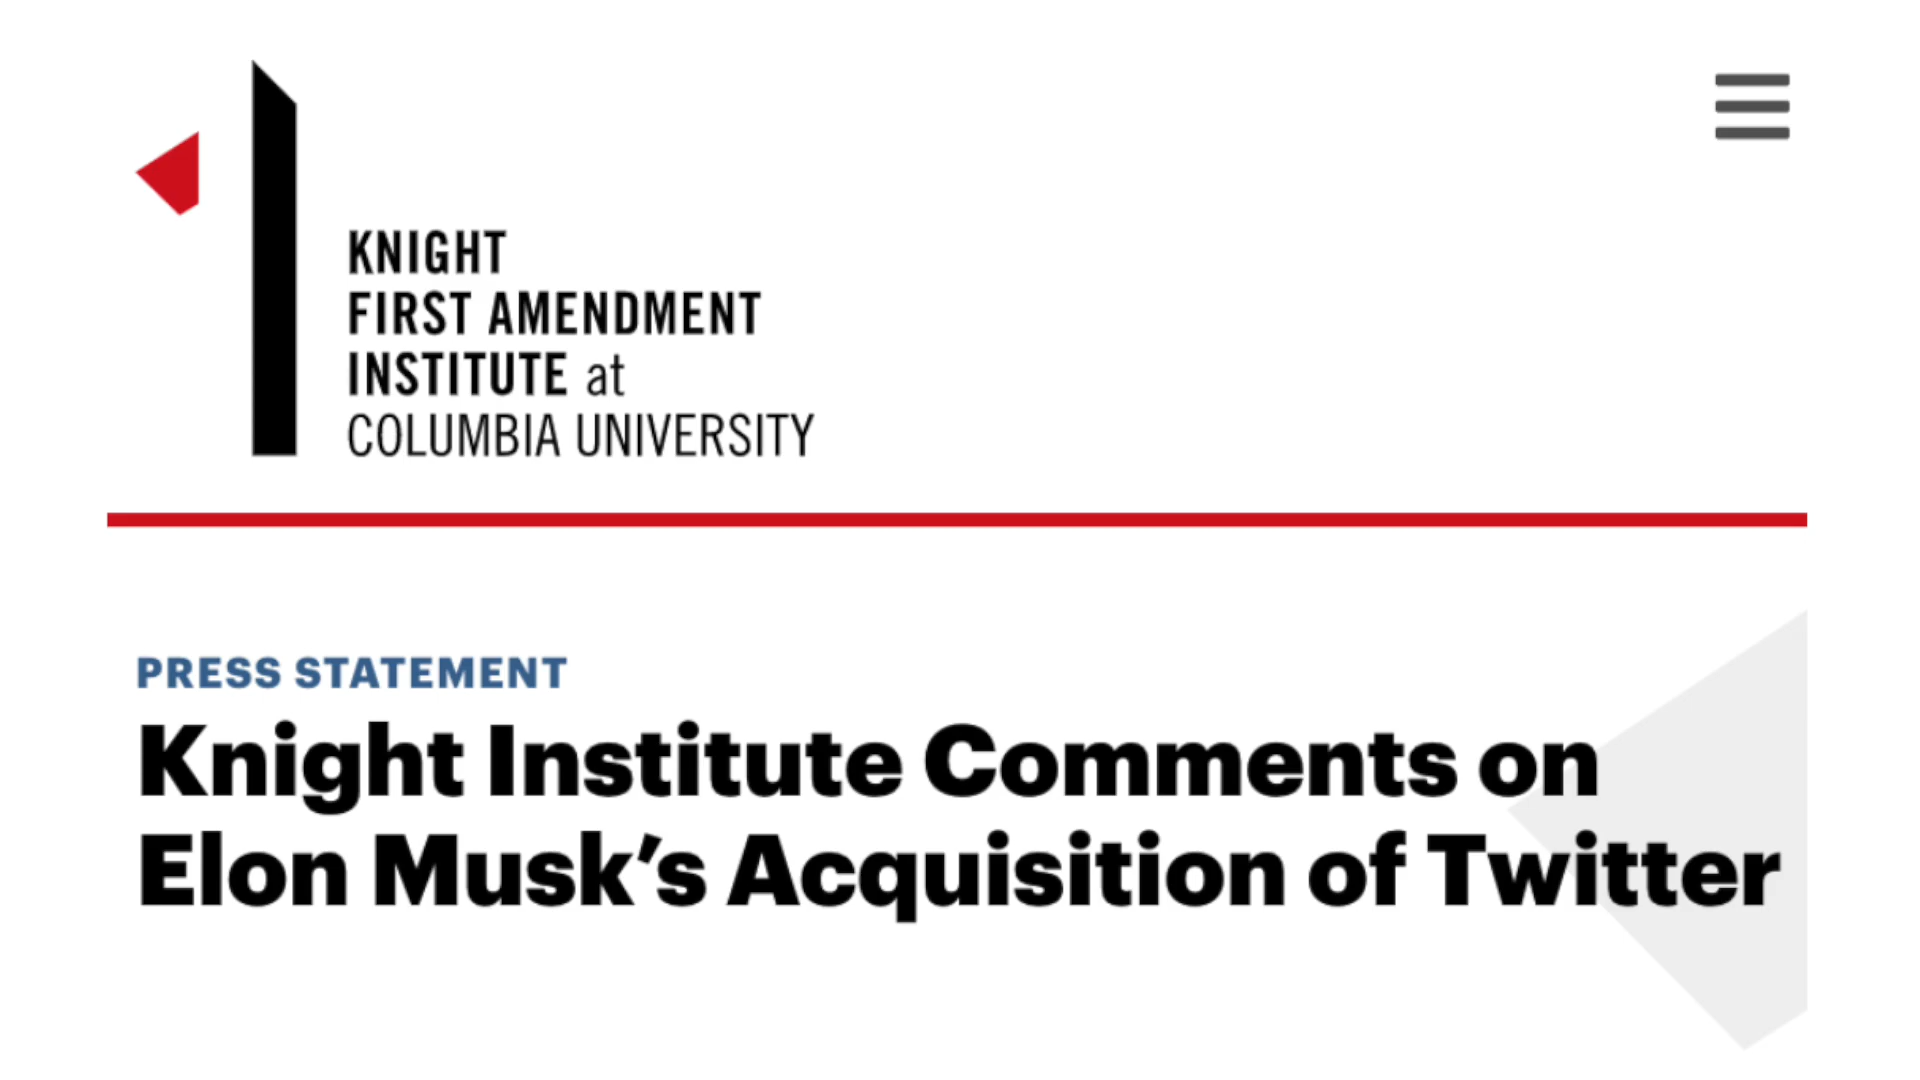 KNIGHT
FIRST AMENDMENT
INSTITUTE at
COLUMBIA UNIVERSITY
PRESS STATEMENT
Knight Institute Comments on
Elon Musk’s Acquisition of Twitter